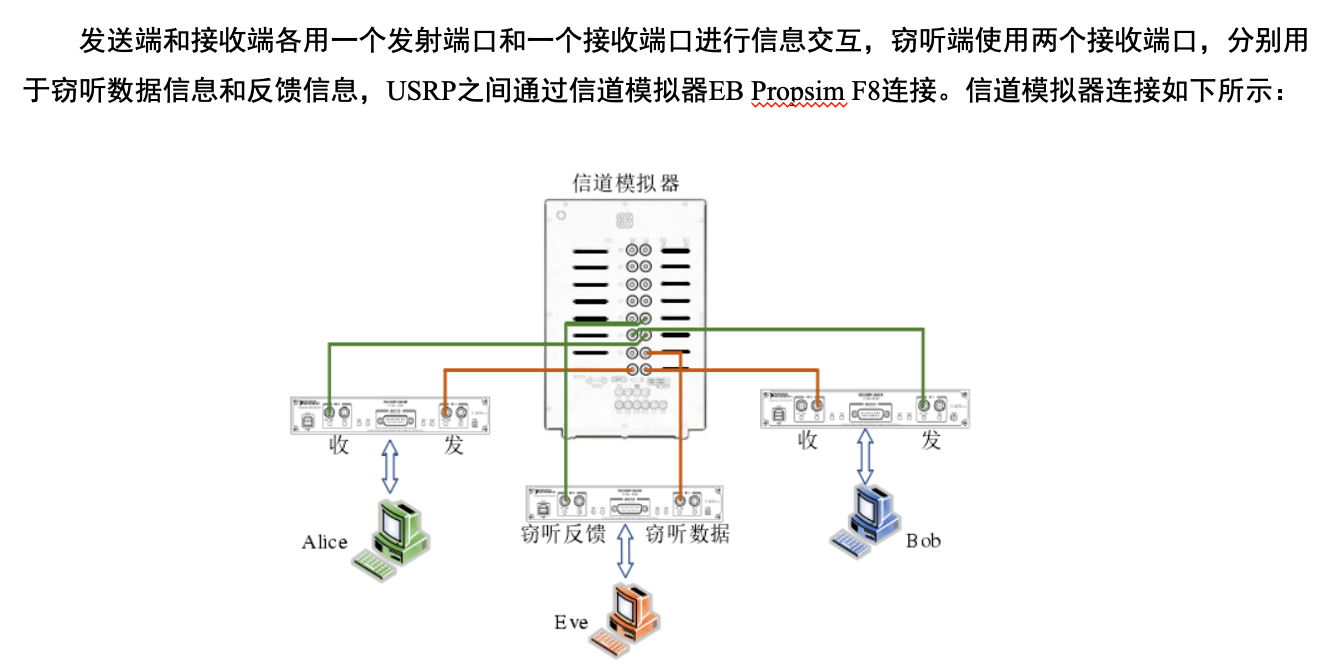 发送端和接收端各用一个发射端口和一个接收端口进行信息交互，窃听端使用两个接收端口，分别用
于窃听数据信息和反馈信息，USRP之间通过信道模拟器EB Propsim F8连接。信道模拟器连接如下所示：
信道模拟器
收
发
收
发
窃听反馈
窃听数据
Alice
Bob
Eve